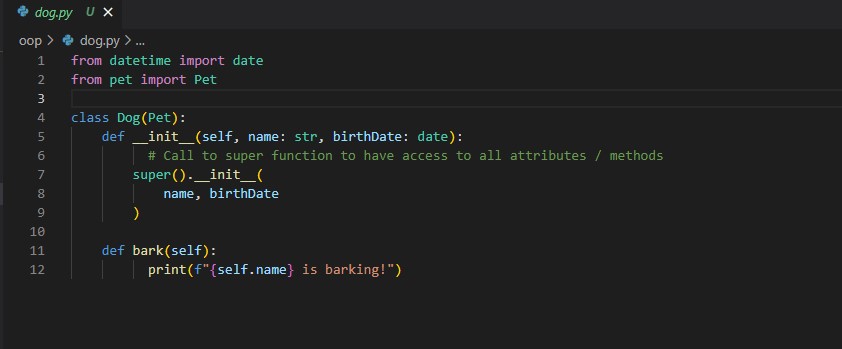 dog.py U ×
oop > dog.py > ...
1 from datetime import date
2 from pet import Pet
3
4 class Dog(Pet):
5     def __init__(self, name: str, birthDate: date):
6           # Call to super function to have access to all attributes / methods
7         super().__init__(
8             name, birthDate
9         )
10
11     def bark(self):
12           print(f"{self.name} is barking!")